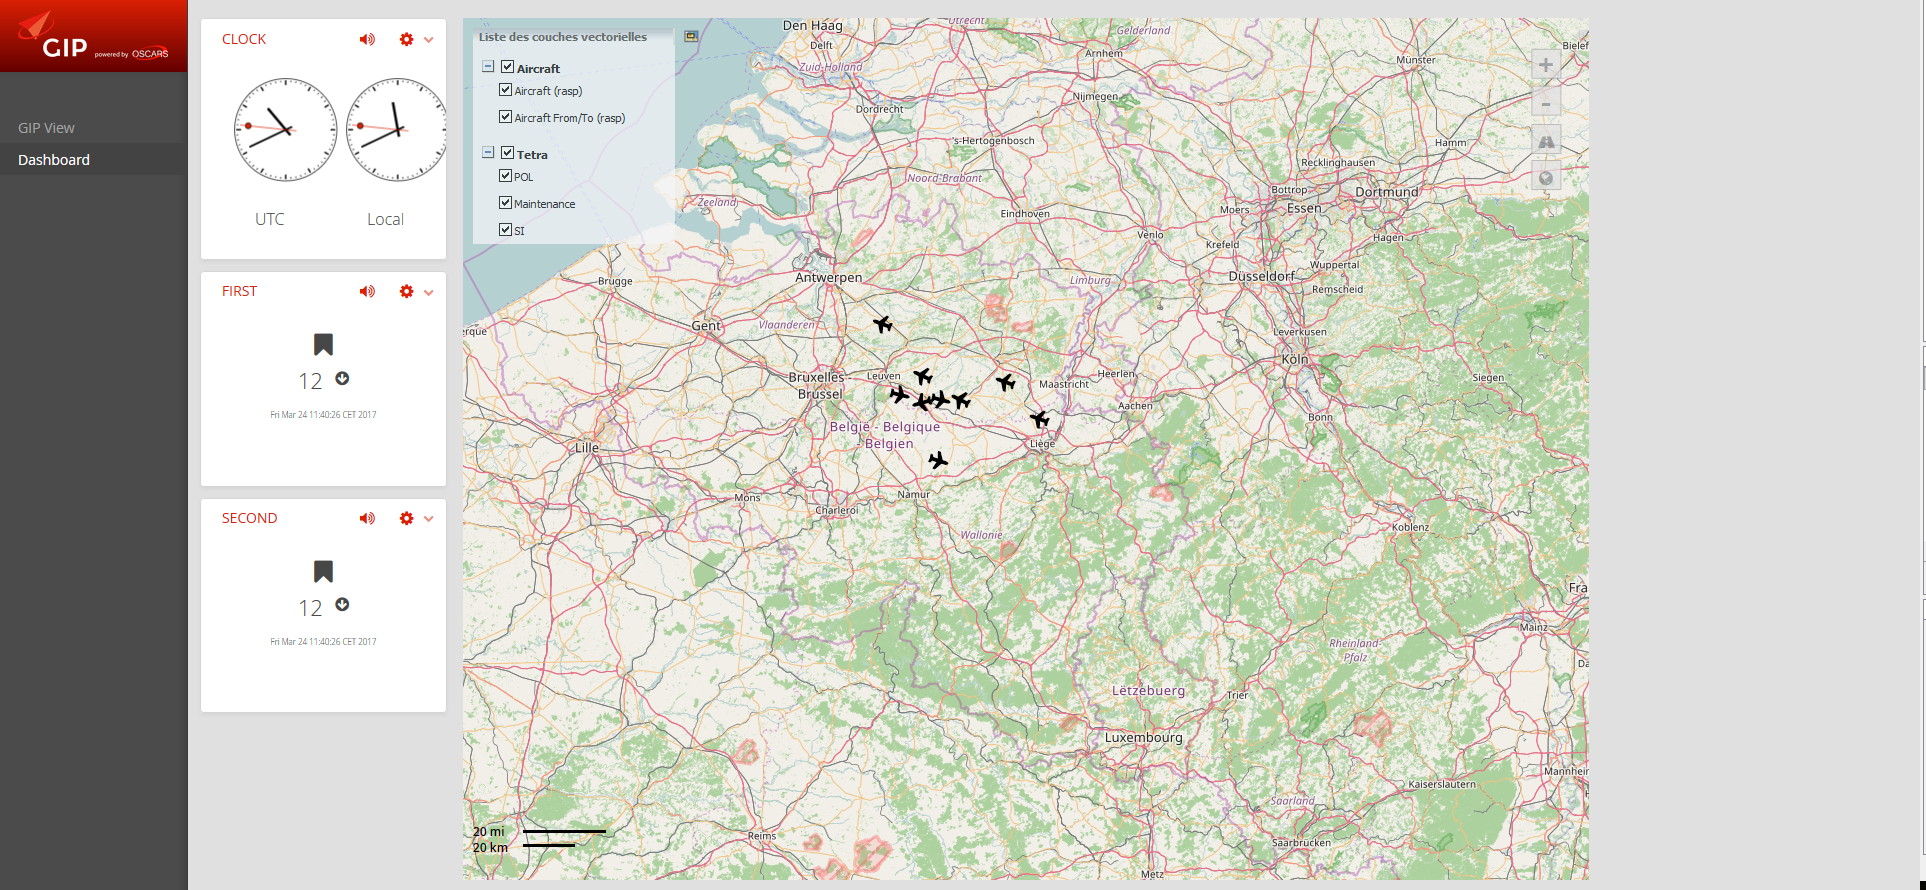 GIP powered by OSCARS
GIP View
Dashboard
CLOCK
UTC
Local
FIRST
12
Fri Mar 24 11:40:26 CET 2017
SECOND
12
Fri Mar 24 11:40:26 CET 2017
Liste des couches vectorielles
Aircraft
Aircraft (rasp)
Aircraft From/To (rasp)
Tetra
POL
Maintenance
SI
+
-
Den Haag
Utrecht
Gelderland
Delft
Arnhem
Bielef
Zuid-Holland
Münster
Nijmegen
Dordrecht
's-Hertogenbosch
Hamm
Recklinghausen
Noord-Brabant
Bottrop
Dortmund
Zeeland
Essen
Moers
Eindhoven
Venlo
Krefeld
Hagen
Wuppertal
Antwerpen
Düsseldorf
Brugge
Limburg
Remscheid
Gent
Vlaanderen
erque
Leverkusen
Köln
Leuven
Bruxelles -
Brussel
Maastricht
Heerlen
Siegen
Aachen
Bonn
België - Belgique
- Belgien
Liège
Lille
Namur
Mons
Charleroi
Koblenz
Wallonie
Fra
Mainz
Rheinland-
Pfalz
Da
Lëtzebuerg
Trier
Luxembourg
Mannhein
Kaiserslautern
Saarland
20 mi
20 km
Reims
Saarbrücken
Metz